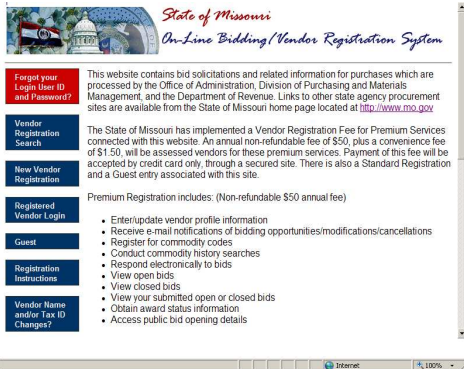 State of Missouri
On-Line Bidding/Vendor Registration System
Forgot your
Login User ID
and Password?
Vendor
Registration
Search
New Vendor
Registration
Registered
Vendor Login
Guest
Registration
Instructions
Vendor Name
and/or Tax ID
Changes?
This website contains bid solicitations and related information for purchases which are
processed by the Office of Administration, Division of Purchasing and Materials
Management, and the Department of Revenue. Links to other state agency procurement
sites are available from the State of Missouri home page located at http://www.mo.gov
The State of Missouri has implemented a Vendor Registration Fee for Premium Services
connected with this website. An annual non-refundable fee of $50, plus a convenience fee
of $1.50, will be assessed vendors for these premium services. Payment of this fee will be
accepted by credit card only, through a secured site. There is also a Standard Registration
and a Guest entry associated with this site.
Premium Registration includes: (Non-refundable $50 annual fee)
• Enter/update vendor profile information
• Receive e-mail notifications of bidding opportunities/modifications/cancellations
• Register for commodity codes
• Conduct commodity history searches
• Respond electronically to bids
• View open bids
• View closed bids
• View your submitted open or closed bids
• Obtain award status information
• Access public bid opening details
Internet
100%